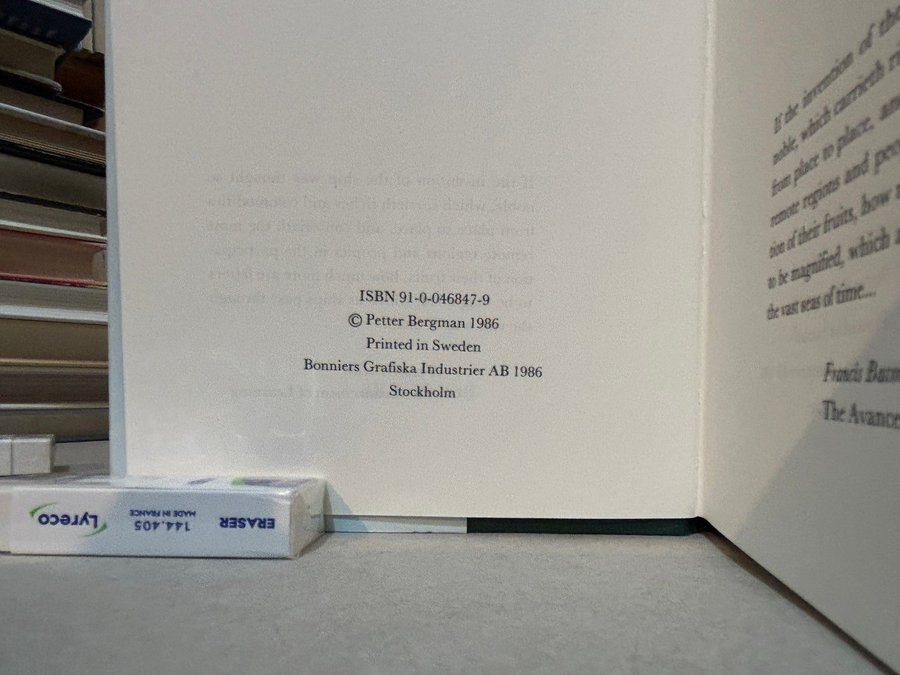 ISBN 91-0-046847-9
© Petter Bergman 1986
Printed in Sweden
Bonniers Grafiska Industrier AB 1986
Stockholm
If the invention of the
noble, which carrieth
from place to place,
remote regions and
tion of their fruits, how
to be magnified, which
the vast seas of time...
Francis
The
ERASER
144.405
MADE IN FRANCE
Lyreco